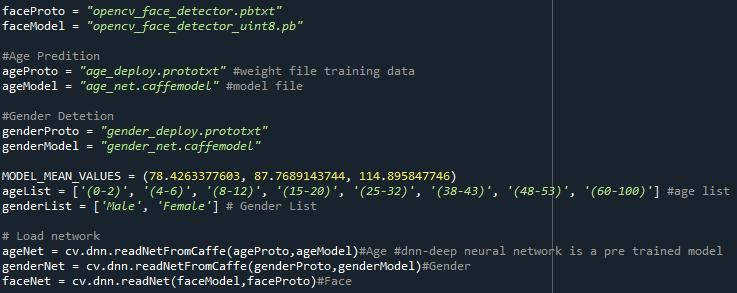 faceProto = "opencv_face_detector.pbtxt"
faceModel = "opencv_face_detector_uint8.pb"
#Age Predition
ageProto = "age_deploy.prototxt" #weight file training data
ageModel = "age_net.caffemodel" #model file
#Gender Detetion
genderProto = "gender_deploy.prototxt"
genderModel = "gender_net.caffemodel"
MODEL_MEAN_VALUES = (78.4263377603, 87.7689143744, 114.895847746)
ageList = ['(0-2)', '(4-6)', '(8-12)', '(15-20)', '(25-32)', '(38-43)', '(48-53)', '(60-100)'] #age list
genderList = ['Male', 'Female'] # Gender List
# Load network
ageNet = cv.dnn.readNetFromCaffe(ageProto,ageModel)#Age #dnn-deep neural network is a pre trained model
genderNet = cv.dnn.readNetFromCaffe(genderProto,genderModel)#Gender
faceNet = cv.dnn.readNet(faceModel,faceProto)#Face